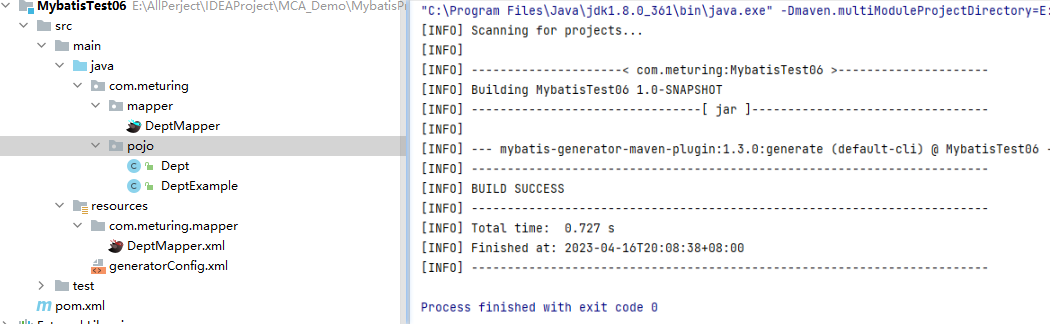 MybatisTest06 E:\AllPerject\IDEAProject\MCA_Demo\MybatisP
src
main
java
com.meturing
mapper
DeptMapper
pojo
Dept
DeptExample
resources
com.meturing.mapper
DeptMapper.xml
generatorConfig.xml
test
pom.xml
"C:\Program Files\Java\jdk1.8.0_361\bin\java.exe" -Dmaven.multiModuleProjectDirectory=E:
[INFO] Scanning for projects...
[INFO]
[INFO] --------------------< com.meturing:MybatisTest06 >---------------------
[INFO] Building MybatisTest06 1.0-SNAPSHOT
[INFO] --------------------------------[ jar ]---------------------------------
[INFO]
[INFO] --- mybatis-generator-maven-plugin:1.3.0:generate (default-cli) @ MybatisTest06 -
[INFO] ------------------------------------------------------------------------
[INFO] BUILD SUCCESS
[INFO] ------------------------------------------------------------------------
[INFO] Total time:  0.727 s
[INFO] Finished at: 2023-04-16T20:08:38+08:00
[INFO] ------------------------------------------------------------------------
Process finished with exit code 0